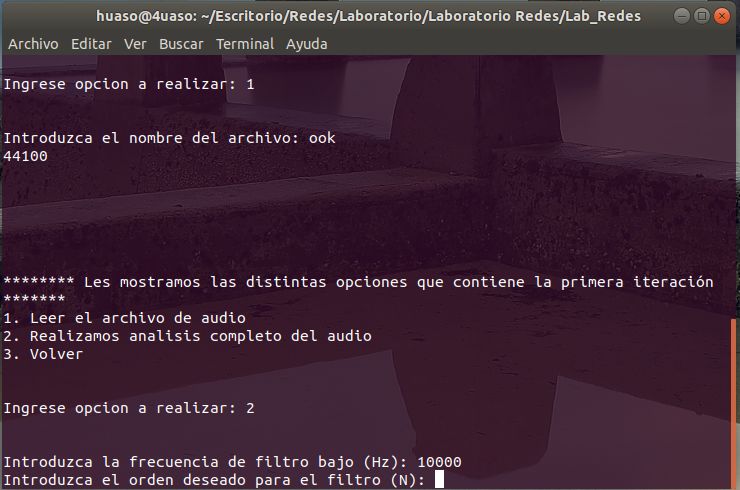 huaso@4uaso: ~/Escritorio/Redes/Laboratorio/Laboratorio Redes/Lab_Redes
Archivo Editar Ver Buscar Terminal Ayuda
Ingrese opcion a realizar: 1
Introduzca el nombre del archivo: ook
44100
******** Les mostramos las distintas opciones que contiene la primera iteración
*******
1. Leer el archivo de audio
2. Realizamos analisis completo del audio
3. Volver
Ingrese opcion a realizar: 2
Introduzca la frecuencia de filtro bajo (Hz): 10000
Introduzca el orden deseado para el filtro (N):